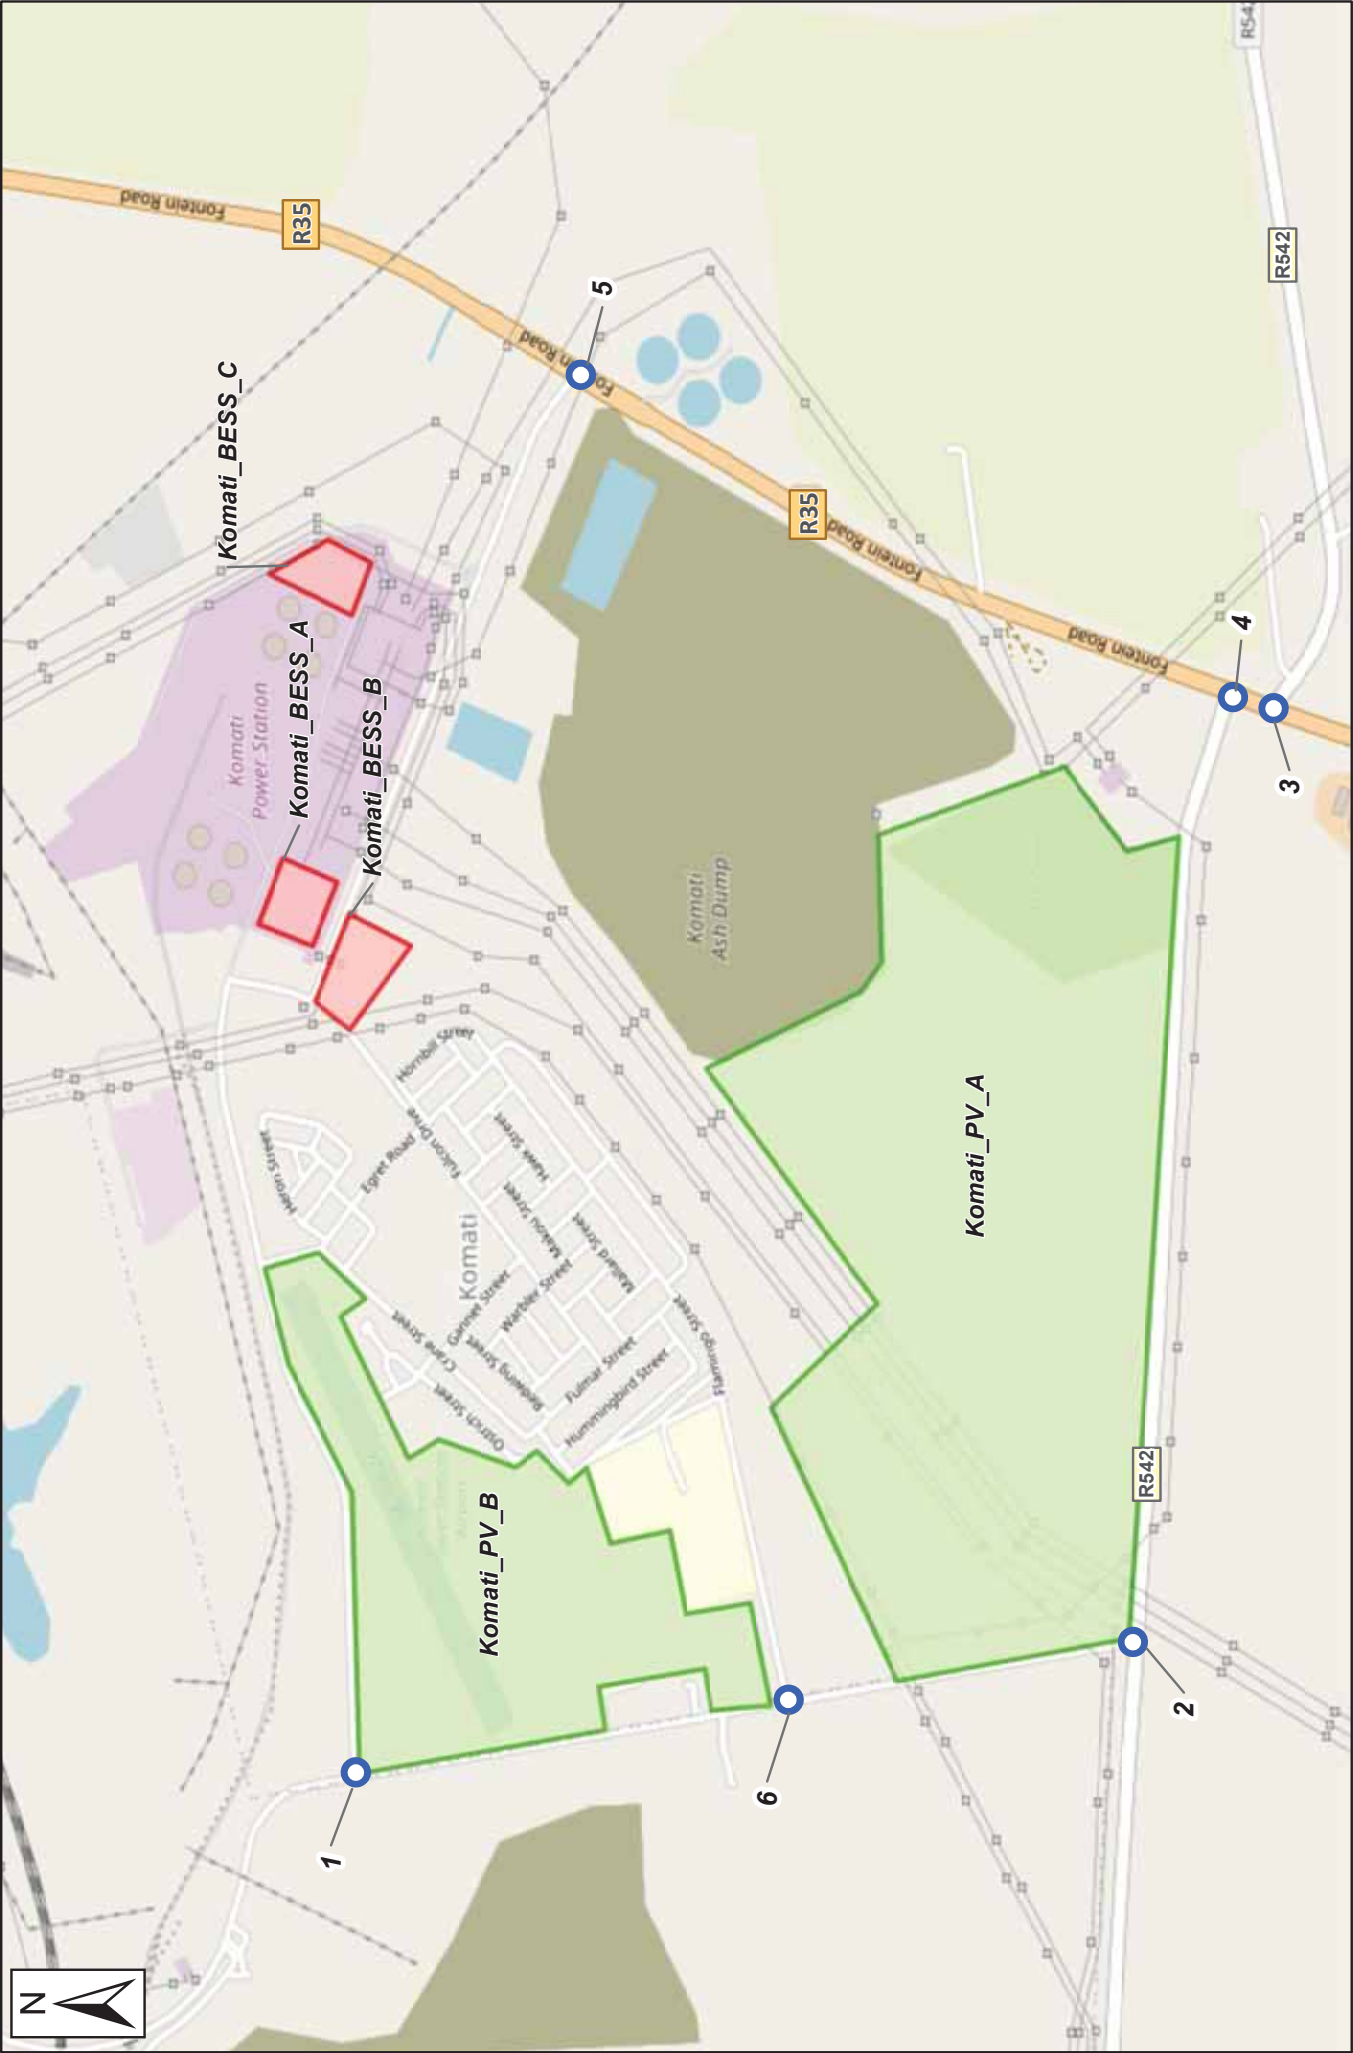 N
R542
Fontein Road
R35
Komati_BESS_C
5
Fontein Road
Komati
Power Station
Komati_BESS_A
Komati_BESS_B
R542
R35
Fontein Road
Fontein Road
4
3
Komati
Ash Dump
Hornbill Street
Heron Street
Egret Road
Falcon Drive
Hawk Street
Makou Street
Mallard Street
Komati
Gannet Street
Warbler Street
Crane Street
Redwing Street
Fulmar Street
Hummingbird Street
Ostrich Street
Flamingo Street
Komati_PV_A
Komati_PV_B
R542
1
6
2